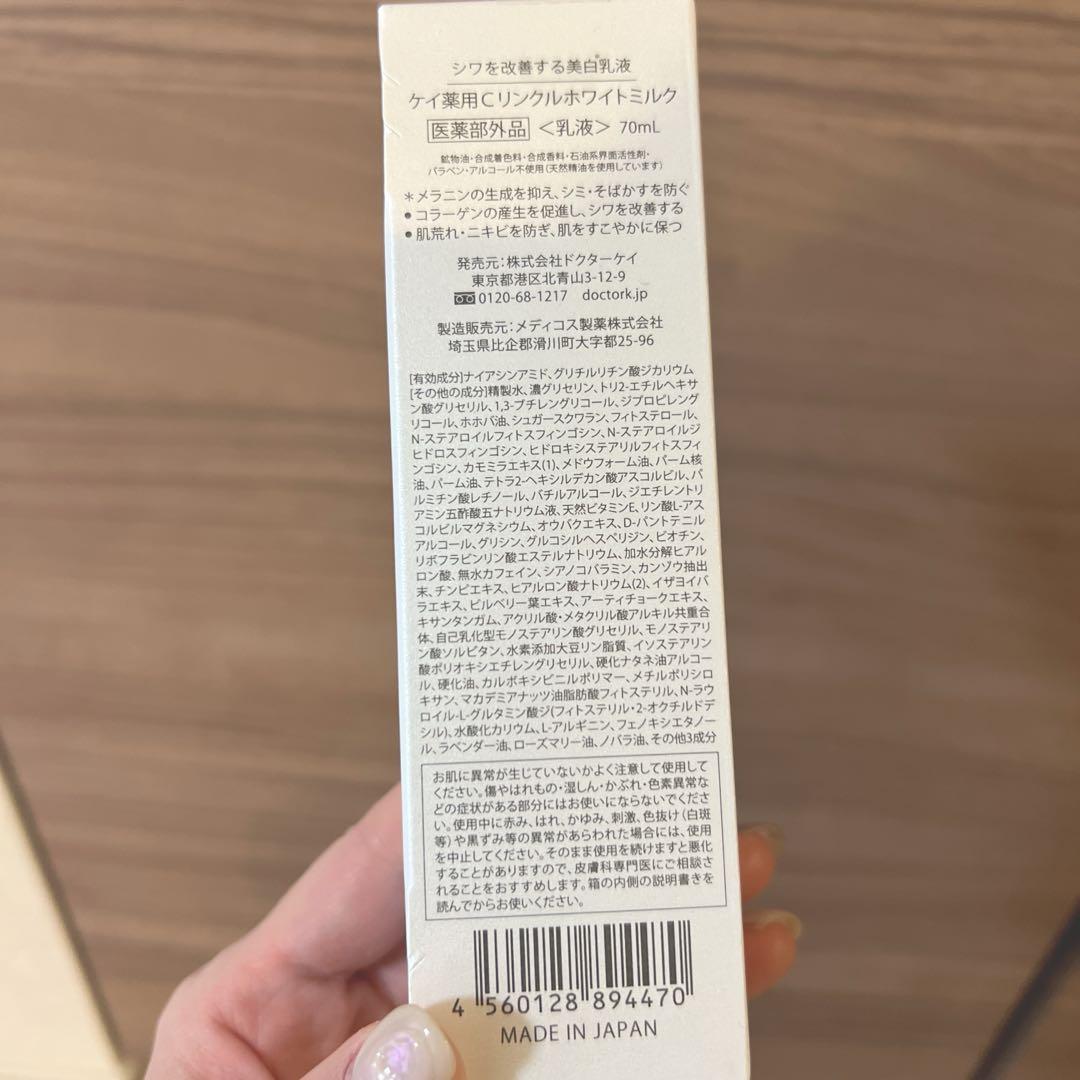 シワを改善する美白*乳液
ケイ薬用Cリンクルホワイトミルク
医薬部外品 <乳液> 70mL
鉱物油・合成着色料・合成香料・石油系界面活性剤・
パラベン・アルコール不使用(天然精油を使用しています)
*メラニンの生成を抑え、シミ・そばかすを防ぐ
●コラーゲンの産生を促進し、シワを改善する
●肌荒れ・ニキビを防ぎ、肌をすこやかに保つ
発売元:株式会社ドクターケイ
東京都港区北青山3-12-9
0120-68-1217 doctork.jp
製造販売元:メディコス製薬株式会社
埼玉県比企郡滑川町大字都25-96
[有効成分]ナイアシンアミド、グリチルリチン酸ジカリウム
[その他の成分]精製水、濃グリセリン、トリ2-エチルヘキサ
ン酸グリセリル、1,3-ブチレングリコール、ジプロピレング
リコール、ホホバ油、シュガースクワラン、フィトステロール、
N-ステアロイルフィトスフィンゴシン、N-ステアロイルジ
ヒドロスフィンゴシン、ヒドロキシステアリルフィトスフィ
ンゴシン、カモミラエキス(1)、メドウフォーム油、パーム核
油、パーム油、テトラ2-ヘキシルデカン酸アスコルビル、パ
ルミチン酸レチノール、バチルアルコール、ジエチレントリ
アミン五酢酸五ナトリウム液、天然ビタミンE、リン酸L-アス
コルビルマグネシウム、オウバクエキス、D-パントテニル
アルコール、グリシン、グルコシルヘスペリジン、ビオチン、
リボフラビンリン酸エステルナトリウム、加水分解ヒアル
ロン酸、無水カフェイン、シアノコバラミン、カンゾウ抽出
末、チンピエキス、ヒアルロン酸ナトリウム(2)、イザヨイバ
ラエキス、ビルベリー葉エキス、アーティチョークエキス、
キサンタンガム、アクリル酸・メタクリル酸アルキル共重合
体、自己乳化型モノステアリン酸グリセリル、モノステアリ
ン酸ソルビタン、水素添加大豆リン脂質、イソステアリン
酸ポリオキシエチレングリセリル、硬化ナタネ油アルコー
ル、硬化油、カルボキシビニルポリマー、メチルポリシロ
キサン、マカデミアナッツ油脂肪酸フィトステリル、N-ラウ
ロイル-L-グルタミン酸ジ(フィトステリル・2-オクチルドデ
シル)、水酸化カリウム、L-アルギニン、フェノキシエタノー
ル、ラベンダー油、ローズマリー油、ノバラ油、その他3成分
お肌に異常が生じていないかよく注意して使用して
ください。傷やはれもの・湿しん・かぶれ・色素異常な
どの症状がある部分にはお使いにならないでくださ
い。使用中に赤み、はれ、かゆみ、刺激、色抜け(白斑
等)や黒ずみ等の異常があらわれた場合には、使用
を中止してください。そのまま使用を続けますと悪化
することがありますので、皮膚科専門医にご相談さ
れることをおすすめします。箱の内側の説明書きを
読んでからお使いください。
4 560128 894470
MADE IN JAPAN